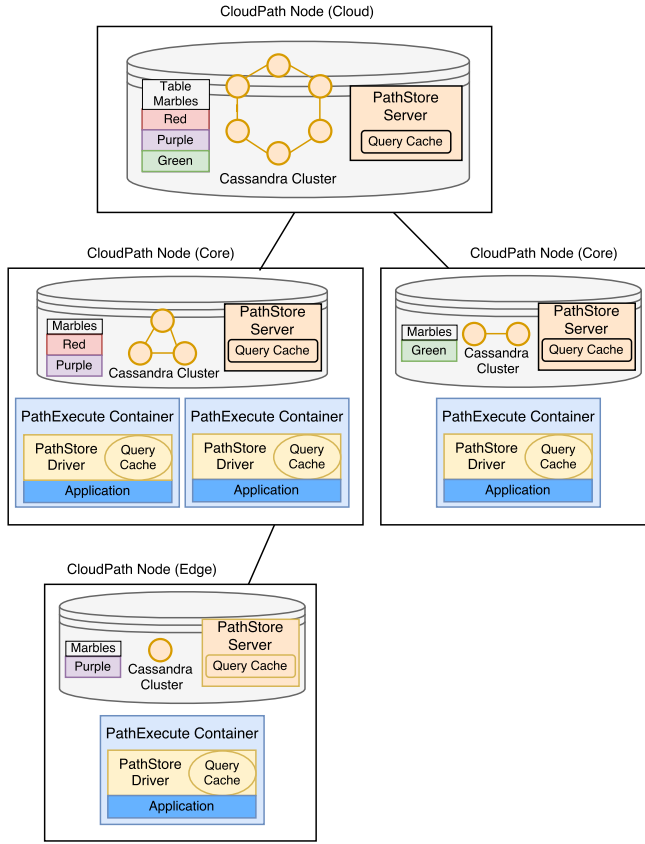 CloudPath Node (Cloud)
Table
Marbles
Red
Purple
Green
Cassandra Cluster
PathStore
Server
Query Cache
CloudPath Node (Core)
Marbles
Red
Purple
Cassandra Cluster
PathStore
Server
Query Cache
PathExecute Container
PathStore
Driver
Query
Cache
Application
PathExecute Container
PathStore
Driver
Query
Cache
Application
CloudPath Node (Core)
Marbles
Green
Cassandra
Cluster
PathStore
Server
Query Cache
PathExecute Container
PathStore
Driver
Query
Cache
Application
CloudPath Node (Edge)
Marbles
Purple
Cassandra
Cluster
PathStore
Server
Query Cache
PathExecute Container
PathStore
Driver
Query
Cache
Application